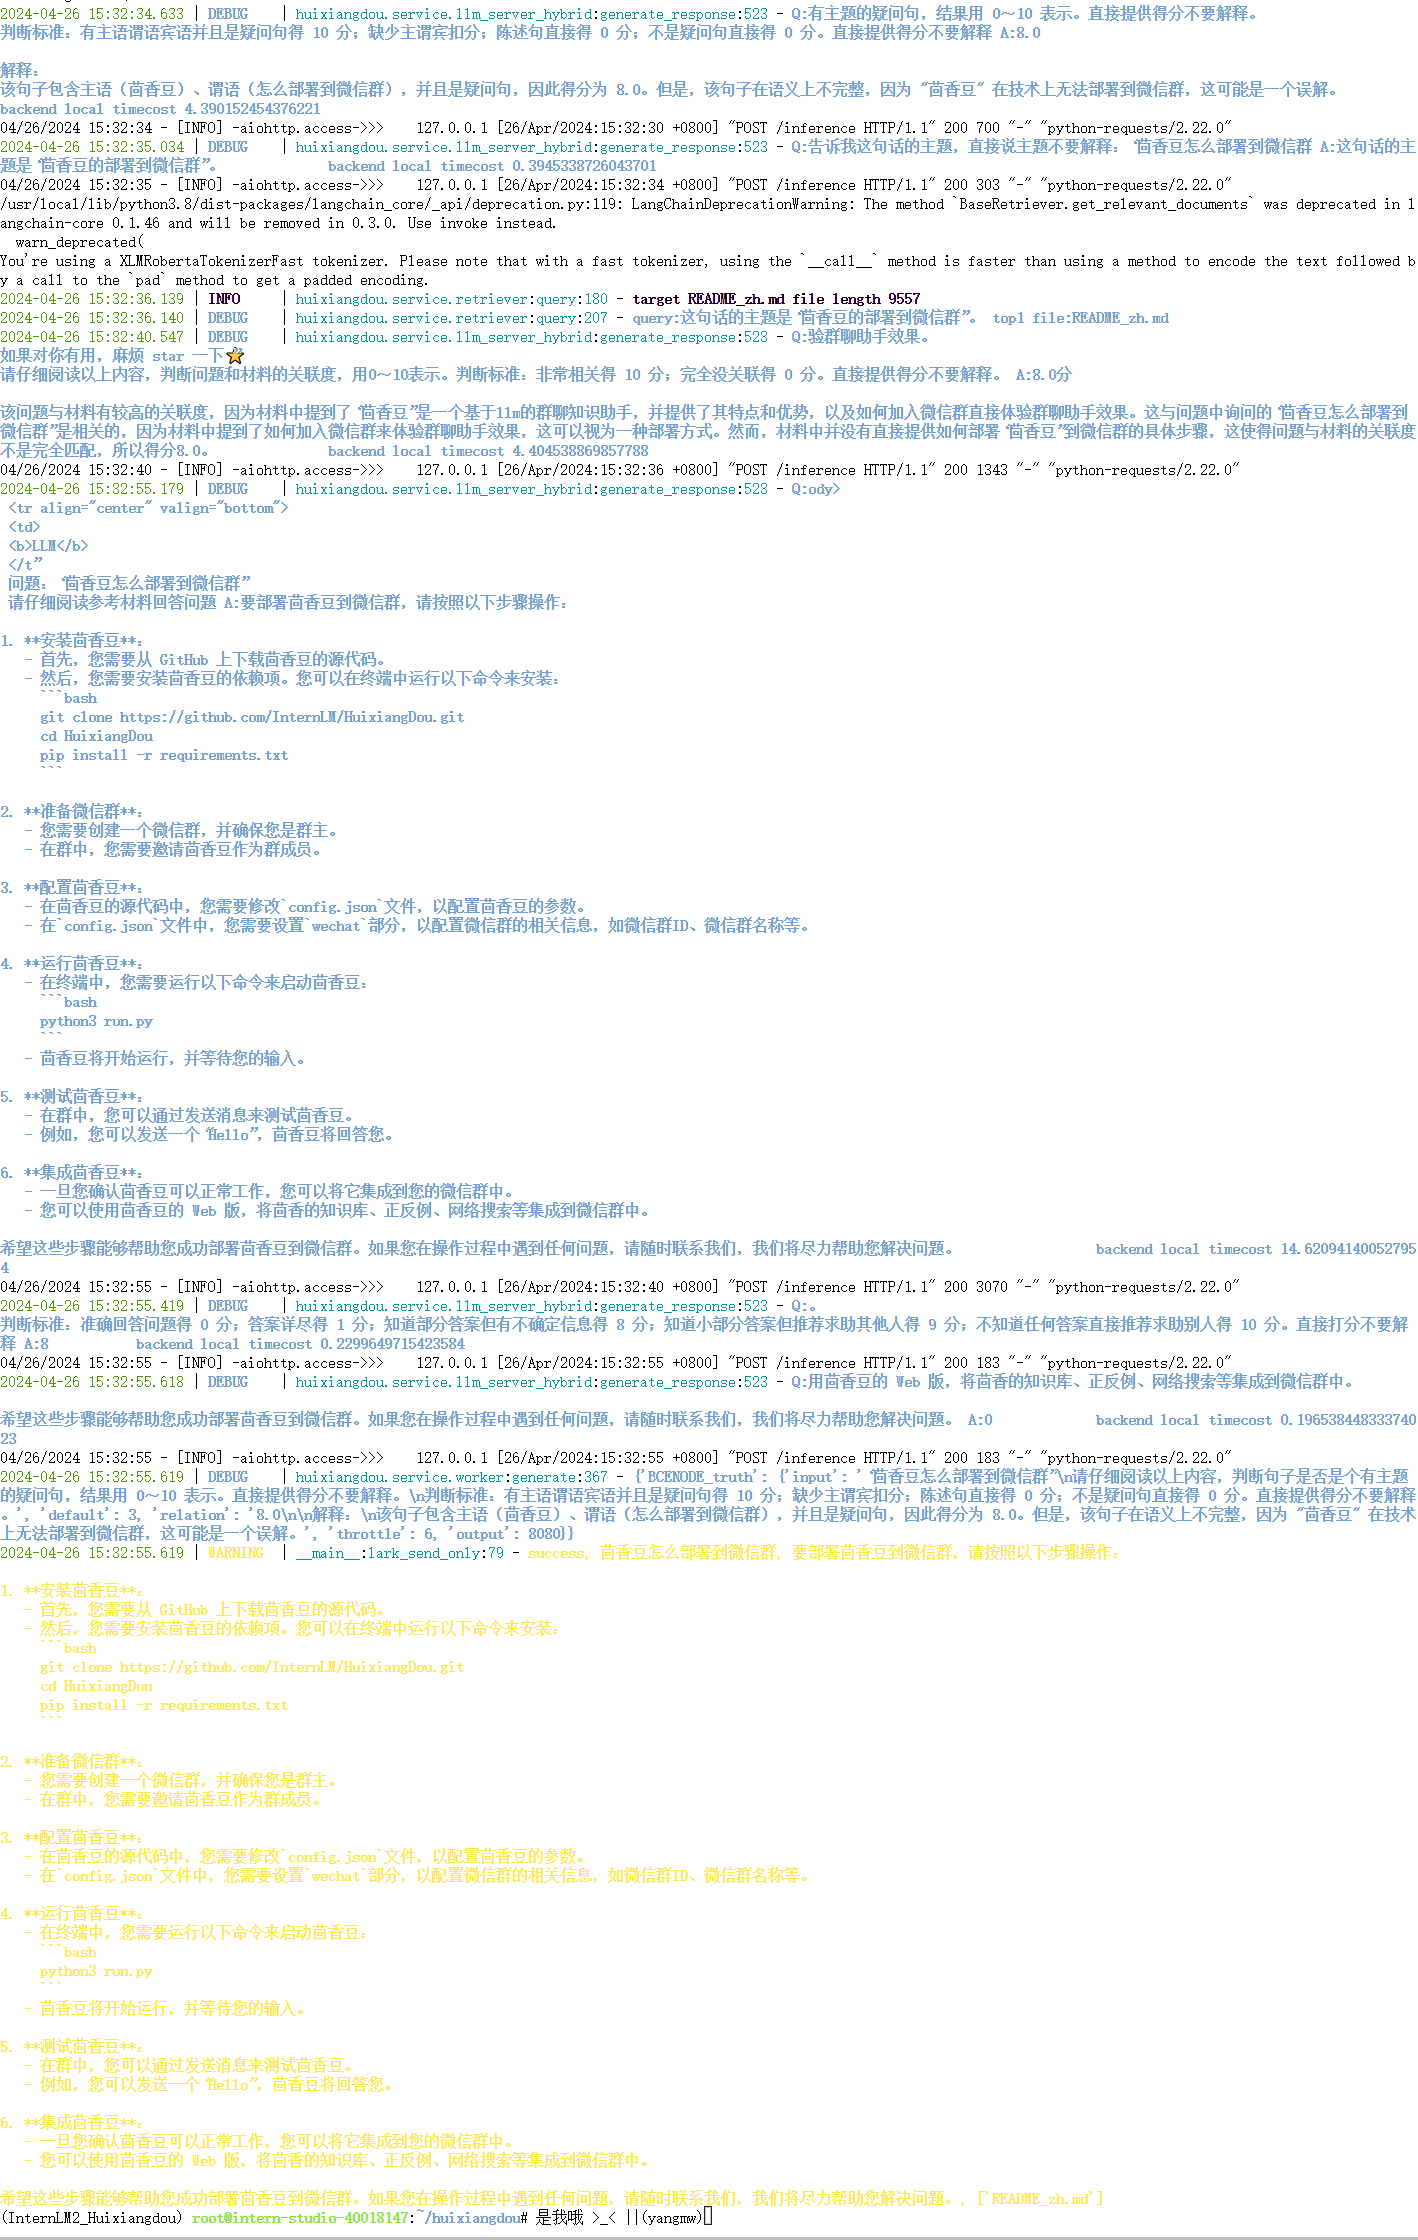 2024-04-26 15:32:34.633 | DEBUG    | huixiangdou.service.llm_server_hybrid:generate_response:523 - Q:有主题的疑问句，结果用 0～10 表示。直接提供得分不要解释。
判断标准：有主语谓语宾语并且是疑问句得 10 分；缺少主谓宾扣分；陈述句直接得 0 分；不是疑问句直接得 0 分。直接提供得分不要解释 A:8.0
解释：
该句子包含主语（茴香豆）、谓语（怎么部署到微信群），并且是疑问句，因此得分为 8.0。但是，该句子在语义上不完整，因为 "茴香豆" 在技术上无法部署到微信群，这可能是一个误解。
backend local timecost 4.390152454376221
04/26/2024 15:32:34 - [INFO] -aiohttp.access->>>    127.0.0.1 [26/Apr/2024:15:32:30 +0800] "POST /inference HTTP/1.1" 200 700 "-" "python-requests/2.22.0"
2024-04-26 15:32:35.034 | DEBUG    | huixiangdou.service.llm_server_hybrid:generate_response:523 - Q:告诉我这句话的主题，直接说主题不要解释：“茴香豆怎么部署到微信群 A:这句话的主
题是“茴香豆的部署到微信群”。             backend local timecost 0.3945338726043701
04/26/2024 15:32:35 - [INFO] -aiohttp.access->>>    127.0.0.1 [26/Apr/2024:15:32:34 +0800] "POST /inference HTTP/1.1" 200 303 "-" "python-requests/2.22.0"
/usr/local/lib/python3.8/dist-packages/langchain_core/_api/deprecation.py:119: LangChainDeprecationWarning: The method `BaseRetriever.get_relevant_documents` was deprecated in l
angchain-core 0.1.46 and will be removed in 0.3.0. Use invoke instead.
  warn_deprecated(
You're using a XLMRobertaTokenizerFast tokenizer. Please note that with a fast tokenizer, using the `__call__` method is faster than using a method to encode the text followed b
y a call to the `pad` method to get a padded encoding.
2024-04-26 15:32:36.139 | INFO     | huixiangdou.service.retriever:query:180 - target README_zh.md file length 9557
2024-04-26 15:32:36.140 | DEBUG    | huixiangdou.service.retriever:query:207 - query:这句话的主题是“茴香豆的部署到微信群”。 top1 file:README_zh.md
2024-04-26 15:32:40.547 | DEBUG    | huixiangdou.service.llm_server_hybrid:generate_response:523 - Q:验群聊助手效果。
如果对你有用，麻烦 star 一下⭐
请仔细阅读以上内容，判断问题和材料的关联度，用0～10表示。判断标准：非常相关得 10 分；完全没关联得 0 分。直接提供得分不要解释。 A:8.0分
该问题与材料有较高的关联度，因为材料中提到了“茴香豆”是一个基于llm的群聊知识助手，并提供了其特点和优势，以及如何加入微信群直接体验群聊助手效果。这与问题中询问的“茴香豆怎么部署到
微信群”是相关的，因为材料中提到了如何加入微信群来体验群聊助手效果，这可以视为一种部署方式。然而，材料中并没有直接提供如何部署“茴香豆”到微信群的具体步骤，这使得问题与材料的关联度
不是完全匹配，所以得分8.0。              backend local timecost 4.404538869857788
04/26/2024 15:32:40 - [INFO] -aiohttp.access->>>    127.0.0.1 [26/Apr/2024:15:32:36 +0800] "POST /inference HTTP/1.1" 200 1343 "-" "python-requests/2.22.0"
2024-04-26 15:32:55.179 | DEBUG    | huixiangdou.service.llm_server_hybrid:generate_response:523 - Q:ody>
 <tr align="center" valign="bottom">
 <td>
 <b>LLM</b>
 </t”
 问题：“茴香豆怎么部署到微信群”
 请仔细阅读参考材料回答问题 A:要部署茴香豆到微信群，请按照以下步骤操作：
1. **安装茴香豆**：
   - 首先，您需要从 GitHub 上下载茴香豆的源代码。
   - 然后，您需要安装茴香豆的依赖项。您可以在终端中运行以下命令来安装：
     ```bash
     git clone https://github.com/InternLM/HuixiangDou.git
     cd HuixiangDou
     pip install -r requirements.txt
     ```
2. **准备微信群**：
   - 您需要创建一个微信群，并确保您是群主。
   - 在群中，您需要邀请茴香豆作为群成员。
3. **配置茴香豆**：
   - 在茴香豆的源代码中，您需要修改`config.json`文件，以配置茴香豆的参数。
   - 在`config.json`文件中，您需要设置`wechat`部分，以配置微信群的相关信息，如微信群ID、微信群名称等。
4. **运行茴香豆**：
   - 在终端中，您需要运行以下命令来启动茴香豆：
     ```bash
     python3 run.py
     ```
   - 茴香豆将开始运行，并等待您的输入。
5. **测试茴香豆**：
   - 在群中，您可以通过发送消息来测试茴香豆。
   - 例如，您可以发送一个“Hello”，茴香豆将回答您。
6. **集成茴香豆**：
   - 一旦您确认茴香豆可以正常工作，您可以将它集成到您的微信群中。
   - 您可以使用茴香豆的 Web 版，将茴香的知识库、正反例、网络搜索等集成到微信群中。
希望这些步骤能够帮助您成功部署茴香豆到微信群。如果您在操作过程中遇到任何问题，请随时联系我们，我们将尽力帮助您解决问题。                 backend local timecost 14.62094140052795
4
04/26/2024 15:32:55 - [INFO] -aiohttp.access->>>    127.0.0.1 [26/Apr/2024:15:32:40 +0800] "POST /inference HTTP/1.1" 200 3070 "-" "python-requests/2.22.0"
2024-04-26 15:32:55.419 | DEBUG    | huixiangdou.service.llm_server_hybrid:generate_response:523 - Q:。
判断标准：准确回答问题得 0 分；答案详尽得 1 分；知道部分答案但有不确定信息得 8 分；知道小部分答案但推荐求助其他人得 9 分；不知道任何答案直接推荐求助别人得 10 分。直接打分不要解
释 A:8           backend local timecost 0.2299649715423584
04/26/2024 15:32:55 - [INFO] -aiohttp.access->>>    127.0.0.1 [26/Apr/2024:15:32:55 +0800] "POST /inference HTTP/1.1" 200 183 "-" "python-requests/2.22.0"
2024-04-26 15:32:55.618 | DEBUG    | huixiangdou.service.llm_server_hybrid:generate_response:523 - Q:用茴香豆的 Web 版，将茴香的知识库、正反例、网络搜索等集成到微信群中。
希望这些步骤能够帮助您成功部署茴香豆到微信群。如果您在操作过程中遇到任何问题，请随时联系我们，我们将尽力帮助您解决问题。 A:0             backend local timecost 0.196538448333740
23
04/26/2024 15:32:55 - [INFO] -aiohttp.access->>>    127.0.0.1 [26/Apr/2024:15:32:55 +0800] "POST /inference HTTP/1.1" 200 183 "-" "python-requests/2.22.0"
2024-04-26 15:32:55.619 | DEBUG    | huixiangdou.service.worker:generate:367 - {'BCENODE_truth': {'input': '“茴香豆怎么部署到微信群”\n请仔细阅读以上内容，判断句子是否是个有主题
的疑问句，结果用 0～10 表示。直接提供得分不要解释。\n判断标准：有主语谓语宾语并且是疑问句得 10 分；缺少主谓宾扣分；陈述句直接得 0 分；不是疑问句直接得 0 分。直接提供得分不要解释
。', 'default': 3, 'relation': '8.0\n\n解释：\n该句子包含主语（茴香豆）、谓语（怎么部署到微信群），并且是疑问句，因此得分为 8.0。但是，该句子在语义上不完整，因为 "茴香豆" 在技术
上无法部署到微信群，这可能是一个误解。', 'throttle': 6, 'output': 8080}}
2024-04-26 15:32:55.619 | WARNING  | __main__:lark_send_only:79 - success, 茴香豆怎么部署到微信群, 要部署茴香豆到微信群，请按照以下步骤操作：
1. **安装茴香豆**：
   - 首先，您需要从 GitHub 上下载茴香豆的源代码。
   - 然后，您需要安装茴香豆的依赖项。您可以在终端中运行以下命令来安装：
     ```bash
     git clone https://github.com/InternLM/HuixiangDou.git
     cd HuixiangDou
     pip install -r requirements.txt
     ```
2. **准备微信群**：
   - 您需要创建一个微信群，并确保您是群主。
   - 在群中，您需要邀请茴香豆作为群成员。
3. **配置茴香豆**：
   - 在茴香豆的源代码中，您需要修改`config.json`文件，以配置茴香豆的参数。
   - 在`config.json`文件中，您需要设置`wechat`部分，以配置微信群的相关信息，如微信群ID、微信群名称等。
4. **运行茴香豆**：
   - 在终端中，您需要运行以下命令来启动茴香豆：
     ```bash
     python3 run.py
     ```
   - 茴香豆将开始运行，并等待您的输入。
5. **测试茴香豆**：
   - 在群中，您可以通过发送消息来测试茴香豆。
   - 例如，您可以发送一个“Hello”，茴香豆将回答您。
6. **集成茴香豆**：
   - 一旦您确认茴香豆可以正常工作，您可以将它集成到您的微信群中。
   - 您可以使用茴香豆的 Web 版，将茴香的知识库、正反例、网络搜索等集成到微信群中。
希望这些步骤能够帮助您成功部署茴香豆到微信群。如果您在操作过程中遇到任何问题，请随时联系我们，我们将尽力帮助您解决问题。, ['README_zh.md']
(InternLM2_Huixiangdou) root@intern-studio-40018147:~/huixiangdou# 是我哦 >_< ||(yangmw)